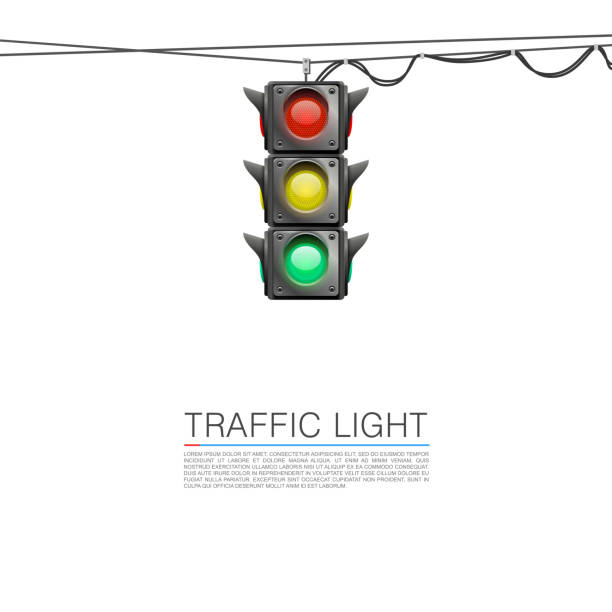 TRAFFIC LIGHT
LOREM IPSUM DOLOR SIT AMET, CONSECTETUR ADIPISICING ELIT, SED DO EIUSMOD TEMPOR
INCIDIDUNT UT LABORE ET DOLORE MAGNA ALIQUA. UT ENIM AD MINIM VENIAM, QUIS
NOSTRUD EXERCITATION ULLAMCO LABORIS NISI UT ALIQUIP EX EA COMMODO CONSEQUAT.
DUIS AUTE IRURE DOLOR IN REPREHENDERIT IN VOLUPTATE VELIT ESSE CILLUM DOLORE EU
FUGIAT NULLA PARIATUR. EXCEPTEUR SINT OCCAECAT CUPIDATAT NON PROIDENT, SUNT IN
CULPA QUI OFFICIA DESERUNT MOLLIT ANIM ID EST LABORUM.